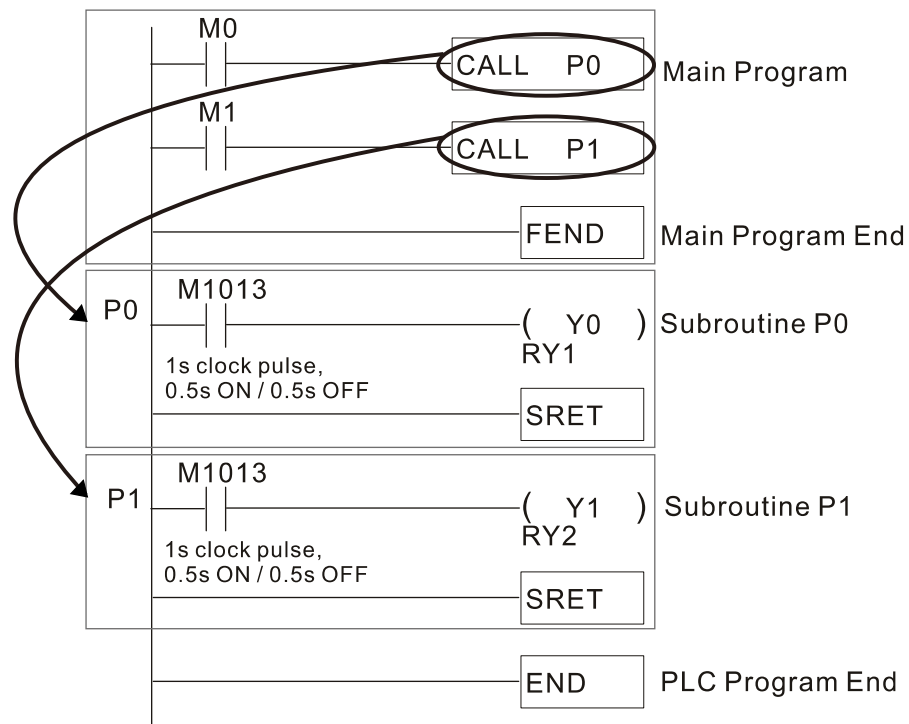 M0
CALL P0
Main Program
M1
CALL P1
FEND
Main Program End
P0
M1013
( Y0 )
Subroutine P0
RY1
1s clock pulse,
0.5s ON / 0.5s OFF
SRET
P1
M1013
( Y1 )
Subroutine P1
RY2
1s clock pulse,
0.5s ON / 0.5s OFF
SRET
END
PLC Program End